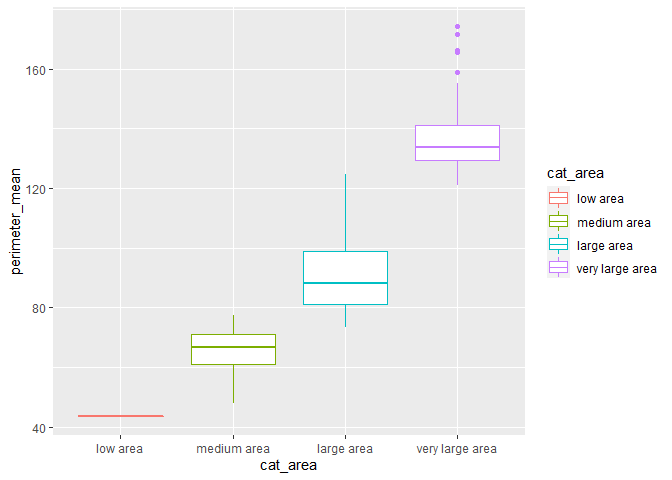 160
120
80
40
perimeter_mean
low area
medium area
large area
very large area
cat_area
cat_area
low area
medium area
large area
very large area